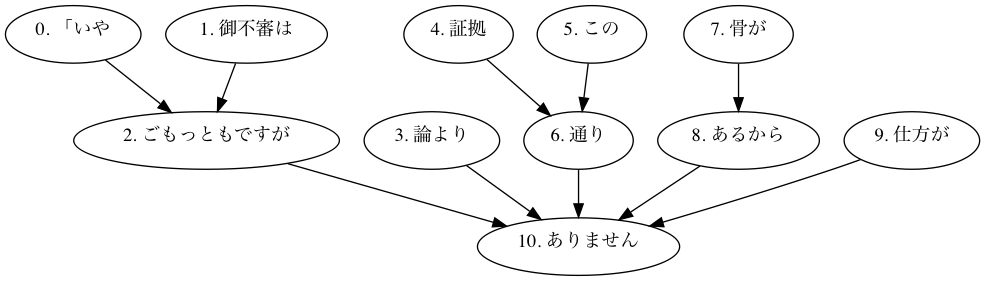 0. 「いや
1. 御不審は
4. 証拠
5. この
7. 骨が
2. ごもっともですが
3. 論より
6. 通り
8. あるから
9. 仕方が
10. ありません